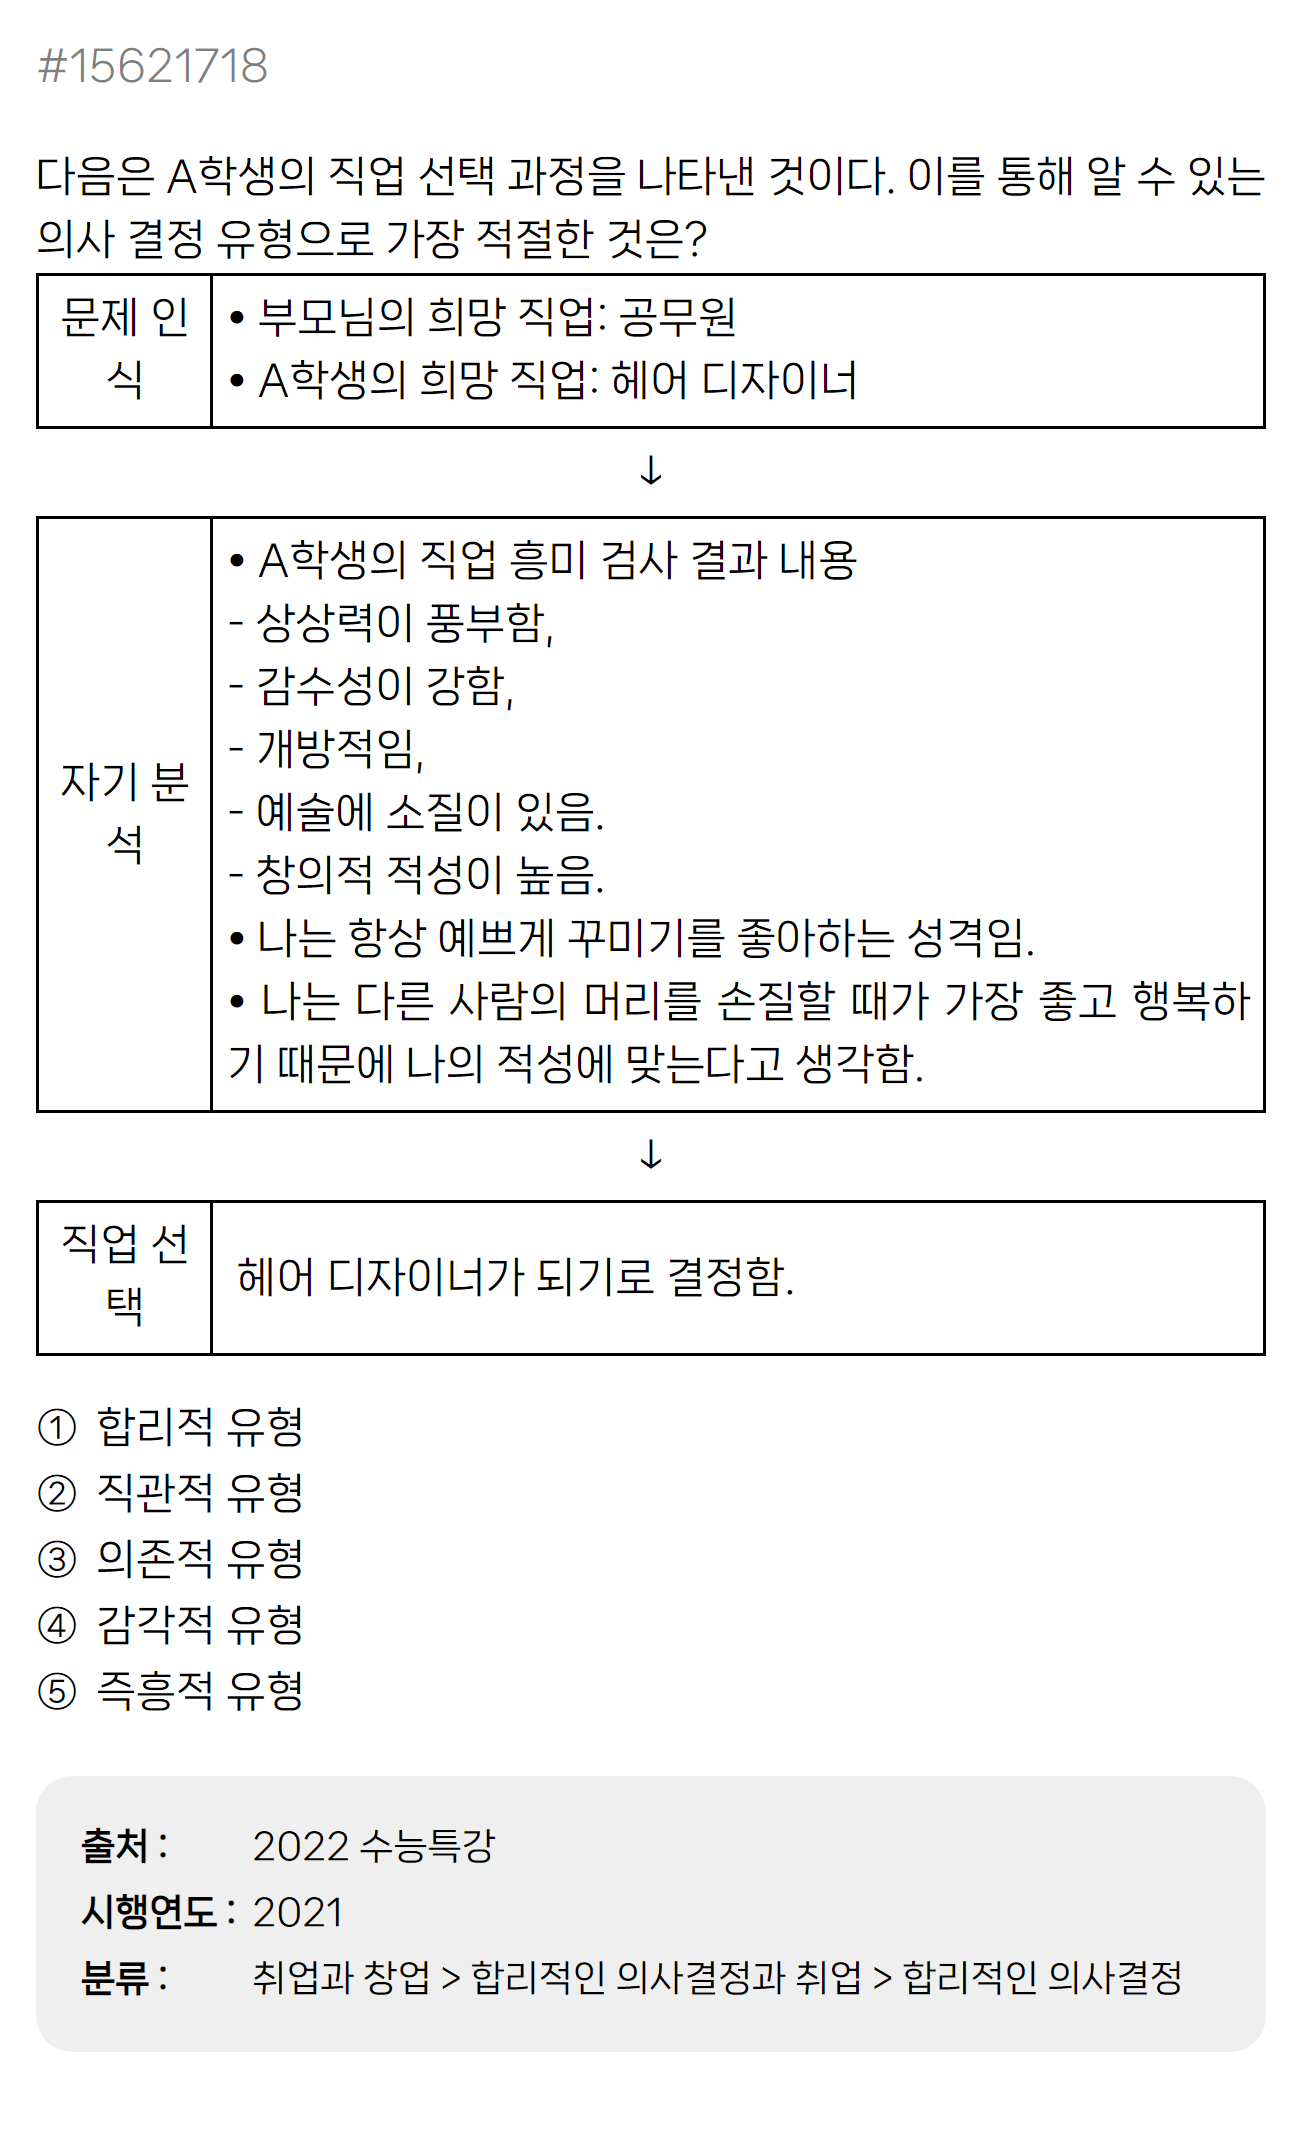 #15621718
다음은 A학생의 직업 선택 과정을 나타낸 것이다. 이를 통해 알 수 있는
의사 결정 유형으로 가장 적절한 것은?
문제 인
식
• 부모님의 희망 직업: 공무원
• A학생의 희망 직업: 헤어 디자이너
↓
자기 분
석
• A학생의 직업 흥미 검사 결과 내용
- 상상력이 풍부함,
- 감수성이 강함,
- 개방적임,
- 예술에 소질이 있음.
- 창의적 적성이 높음.
• 나는 항상 예쁘게 꾸미기를 좋아하는 성격임.
• 나는 다른 사람의 머리를 손질할 때가 가장 좋고 행복하
기 때문에 나의 적성에 맞는다고 생각함.
↓
직업 선
택
헤어 디자이너가 되기로 결정함.
① 합리적 유형
② 직관적 유형
③ 의존적 유형
④ 감각적 유형
⑤ 즉흥적 유형
출처 : 2022 수능특강
시행연도 : 2021
분류 : 취업과 창업 > 합리적인 의사결정과 취업 > 합리적인 의사결정